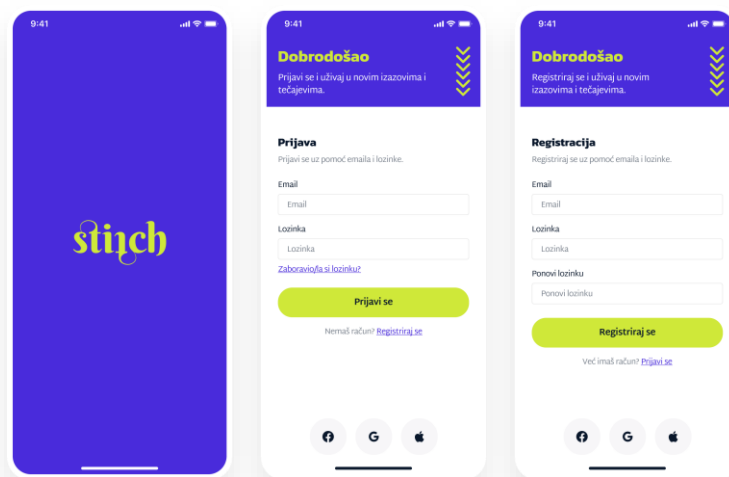 9:41
stitch
9:41
Dobrodošao
Prijavi se i uživaj u novim izazovima i
tečajevima.
Prijava
Prijavi se uz pomoć emaila i lozinke.
Email
Email
Lozinka
Lozinka
Zaboravio/la si lozinku?
Prijavi se
Nemaš račun? Registriraj se
9:41
Dobrodošao
Registriraj se i uživaj u novim
izazovima i tečajevima.
Registracija
Registriraj se uz pomoć emaila i lozinke.
Email
Email
Lozinka
Lozinka
Ponovi lozinku
Ponovi lozinku
Registriraj se
Već imaš račun? Prijavi se